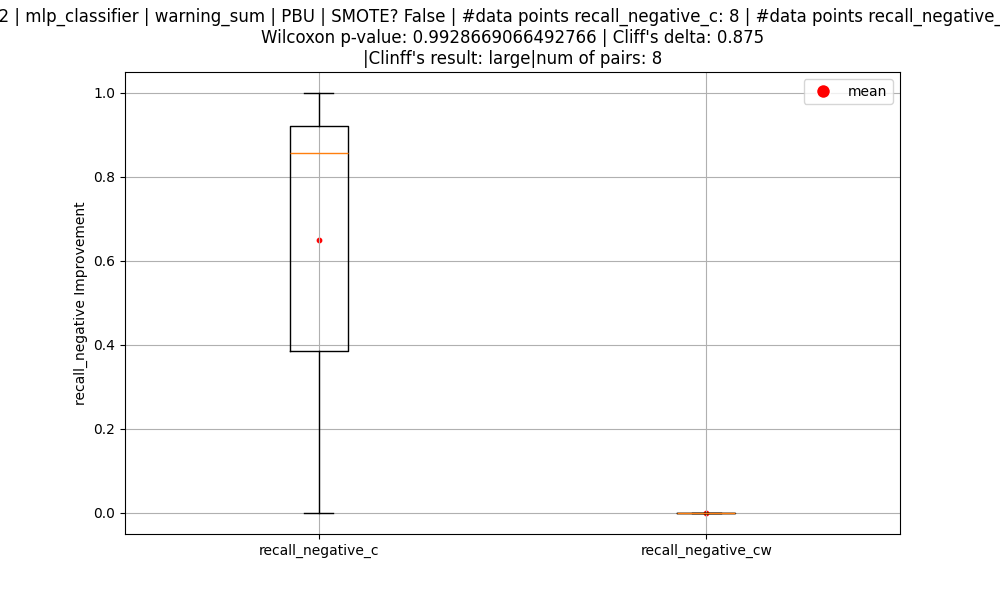 2 | mlp_classifier | warning_sum | PBU | SMOTE? False | #data points recall_negative_c: 8 | #data points recall_negative_
Wilcoxon p-value: 0.9928669066492766 | Cliff's delta: 0.875
|Clinff's result: large|num of pairs: 8
mean
1.0
0.8
0.6
0.4
0.2
0.0
recall_negative Improvement
recall_negative_c
recall_negative_cw